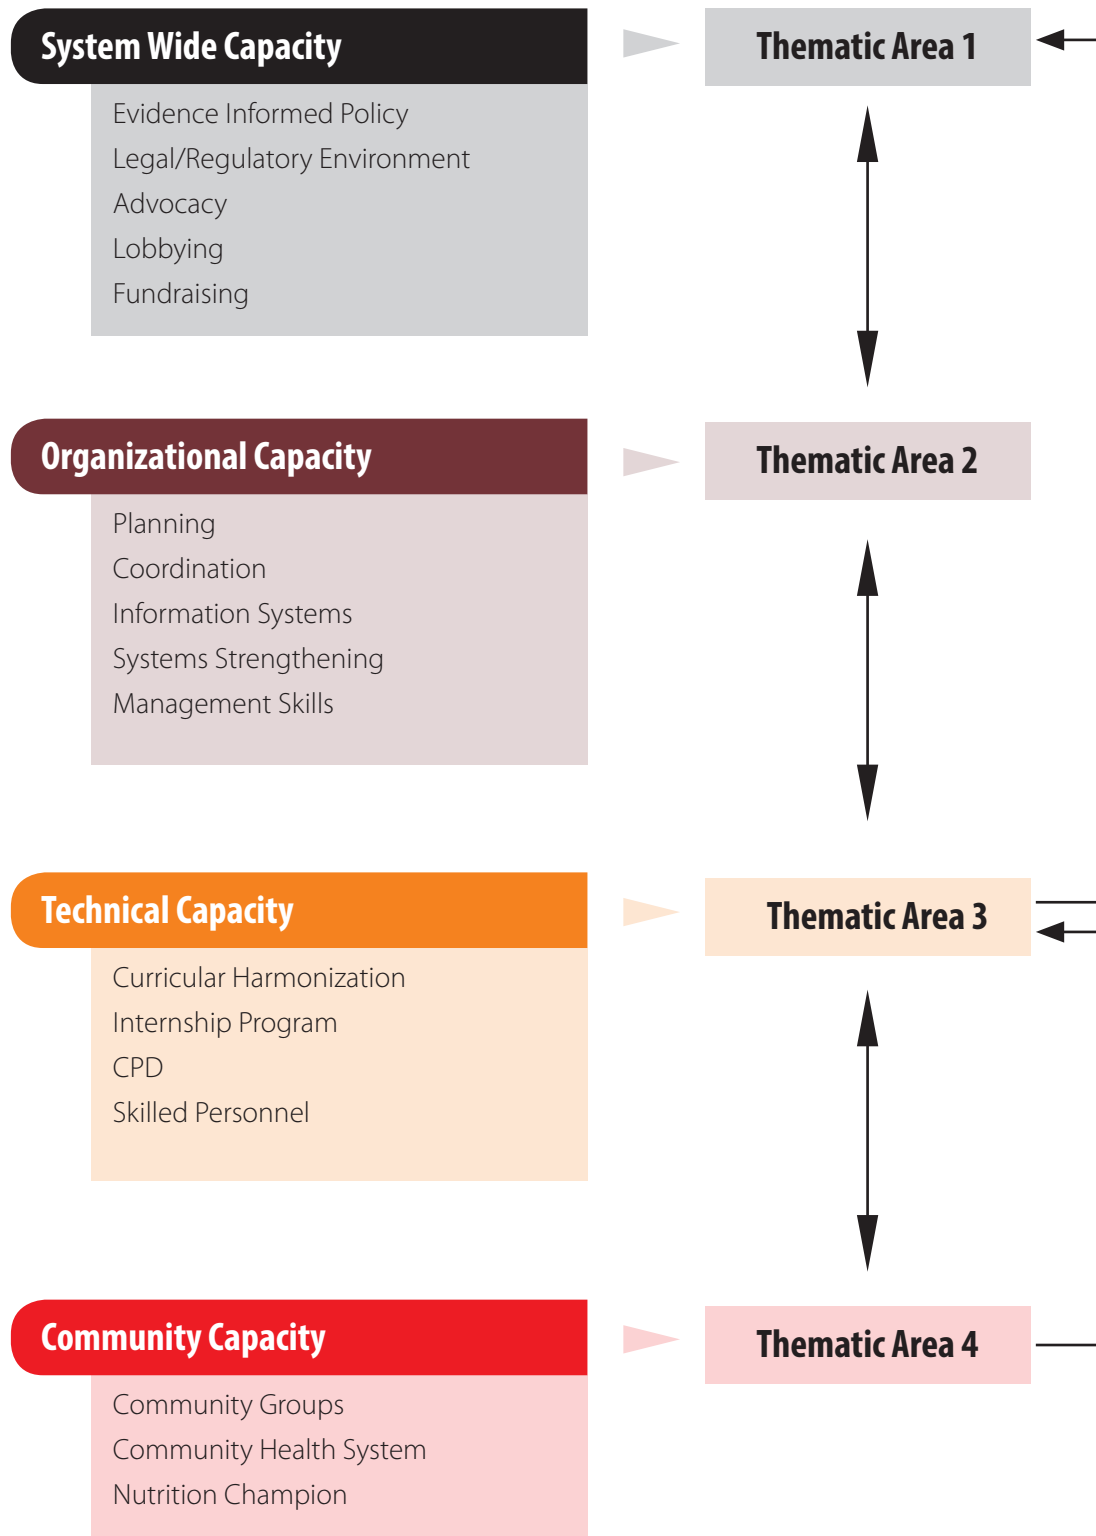 System Wide Capacity
Thematic Area 1
Evidence Informed Policy
Legal/Regulatory Environment
Advocacy
Lobbying
Fundraising
Organizational Capacity
Thematic Area 2
Planning
Coordination
Information Systems
Systems Strengthening
Management Skills
Technical Capacity
Thematic Area 3
Curricular Harmonization
Internship Program
CPD
Skilled Personnel
Community Capacity
Thematic Area 4
Community Groups
Community Health System
Nutrition Champion